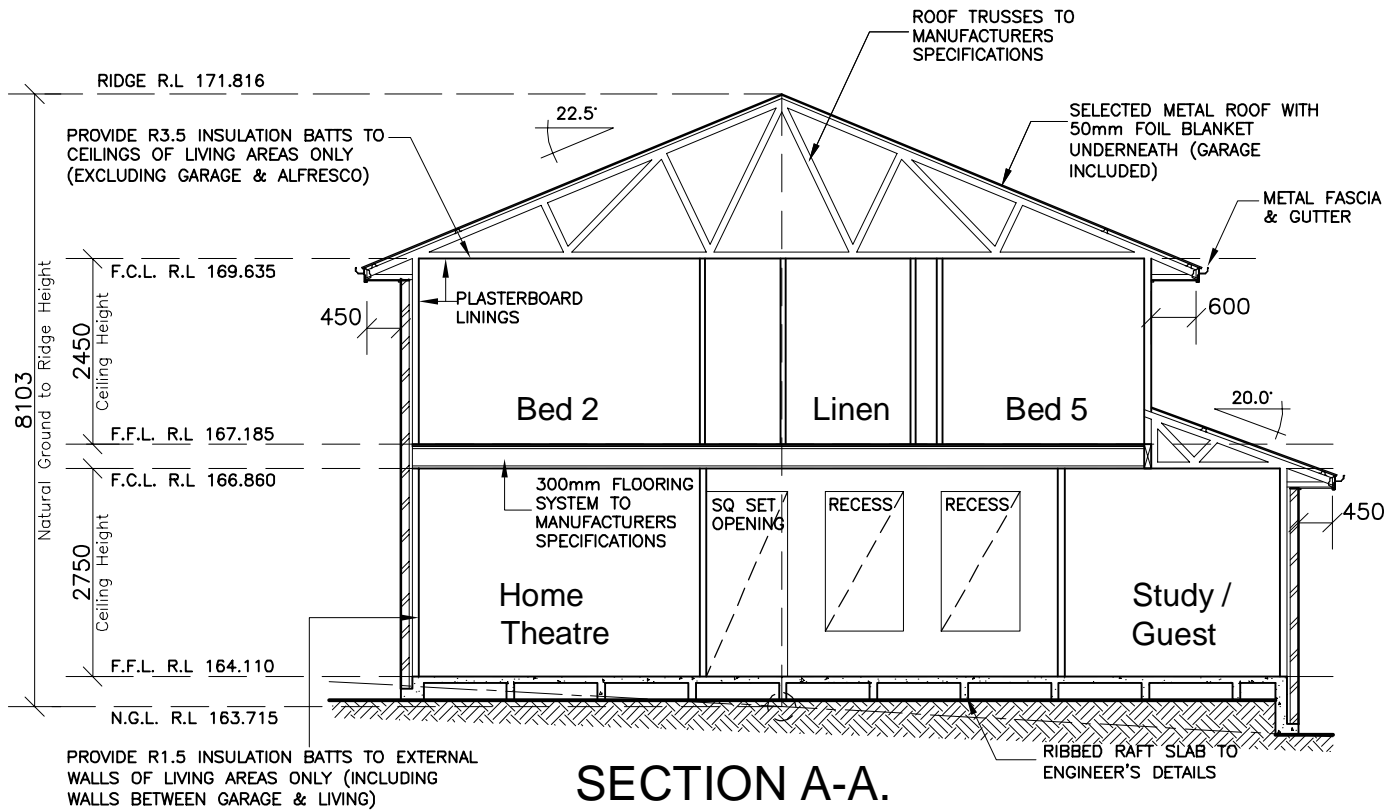 ROOF TRUSSES TO
MANUFACTURERS
SPECIFICATIONS
RIDGE R.L 171.816
22.5°
PROVIDE R3.5 INSULATION BATTS TO
CEILINGS OF LIVING AREAS ONLY
(EXCLUDING GARAGE & ALFRESCO)
SELECTED METAL ROOF WITH
50mm FOIL BLANKET
UNDERNEATH (GARAGE
INCLUDED)
METAL FASCIA
& GUTTER
F.C.L. R.L 169.635
PLASTERBOARD
LININGS
450
600
2450
Ceiling Height
8103
Natural Ground to Ridge Height
Bed 2
Linen
Bed 5
20.0°
F.F.L. R.L 167.185
F.C.L. R.L 166.860
300mm FLOORING
SYSTEM TO
MANUFACTURERS
SPECIFICATIONS
SQ SET
OPENING
RECESS
RECESS
450
2750
Ceiling Height
Home
Theatre
Study /
Guest
F.F.L. R.L 164.110
N.G.L. R.L 163.715
PROVIDE R1.5 INSULATION BATTS TO EXTERNAL
WALLS OF LIVING AREAS ONLY (INCLUDING
WALLS BETWEEN GARAGE & LIVING)
RIBBED RAFT SLAB TO
ENGINEER'S DETAILS
SECTION A-A.